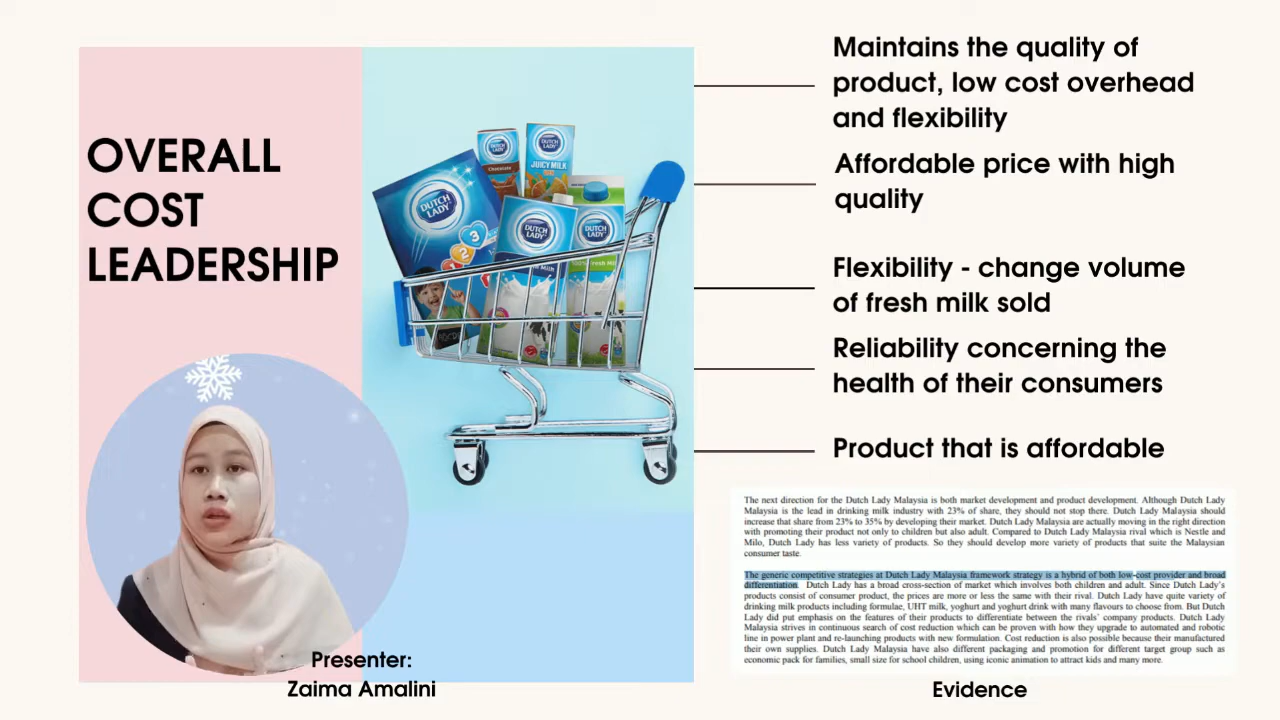 OVERALL
COST
LEADERSHIP
DUTCH LADY
Chocolate
DUTCH LADY
JUICY MILK
DUTCH
LADY
1 2 3
DUTCH
LADY
DUTCH
LADY
Maintains the quality of
product, low cost overhead
and flexibility
Affordable price with high
quality
Flexibility - change volume
of fresh milk sold
Reliability concerning the
health of their consumers
Product that is affordable
The next direction for the Dutch Lady Malaysia is both market development and product development. Although Dutch Lady
Malaysia is the lead in drinking milk industry with 23% of share, they should not stop there. Dutch Lady Malaysia should
increase that share from 23% to 35% by developing their market. Dutch Lady Malaysia are actually moving in the right direction
with promoting their product not only to children but also adult. Compared to Dutch Lady Malaysia rival which is Nestle and
Milo, Dutch Lady has less variety of products. So they should develop more variety of products that suite the Malaysian
consumer taste.
The generic competitive strategies at Dutch Lady Malaysia framework strategy is a hybrid of both low-cost provider and broad
differentiation. Dutch Lady has a broad cross-section of market which involves both children and adult. Since Dutch Lady's
products consist of consumer product, the prices are more or less the same with their rival. Dutch Lady have quite variety of
drinking milk products including formulae, UHT milk, yoghurt and yoghurt drink with many flavours to choose from. But Dutch
Lady did put emphasis on the features of their products to differentiate between the rivals' company products. Dutch Lady
Malaysia strives in continuous search of cost reduction which can be proven with how they upgrade to automated and robotic
line in power plant and re-launching products with new formulation. Cost reduction is also possible because their manufactured
their own supplies. Dutch Lady Malaysia have also different packaging and promotion for different target group such as
economic pack for families, small size for school children, using iconic animation to attract kids and many more.
Presenter:
Zaima Amalini
Evidence